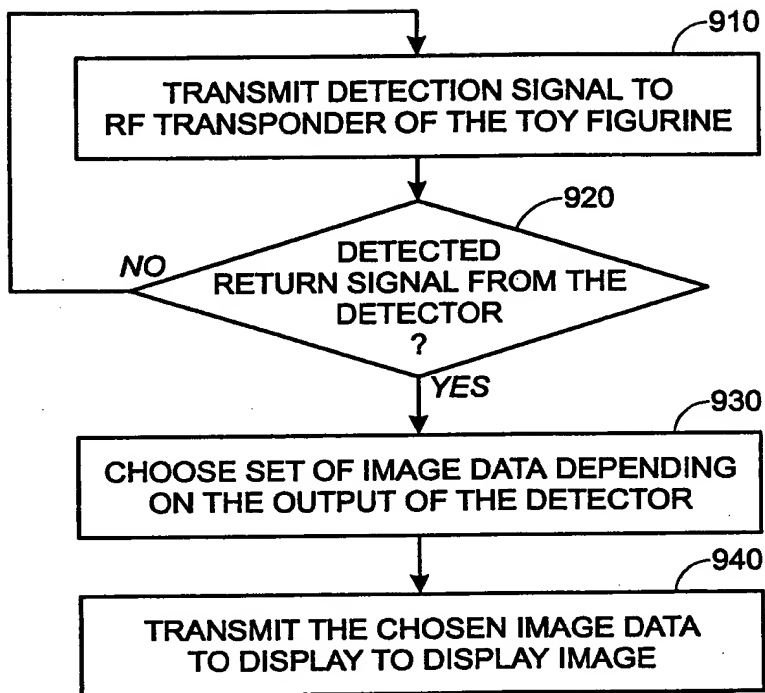 910
TRANSMIT DETECTION SIGNAL TO
RF TRANSPONDER OF THE TOY FIGURINE
920
DETECTED
RETURN SIGNAL FROM THE
DETECTOR
?
NO
YES
930
CHOOSE SET OF IMAGE DATA DEPENDING
ON THE OUTPUT OF THE DETECTOR
940
TRANSMIT THE CHOSEN IMAGE DATA
TO DISPLAY TO DISPLAY IMAGE